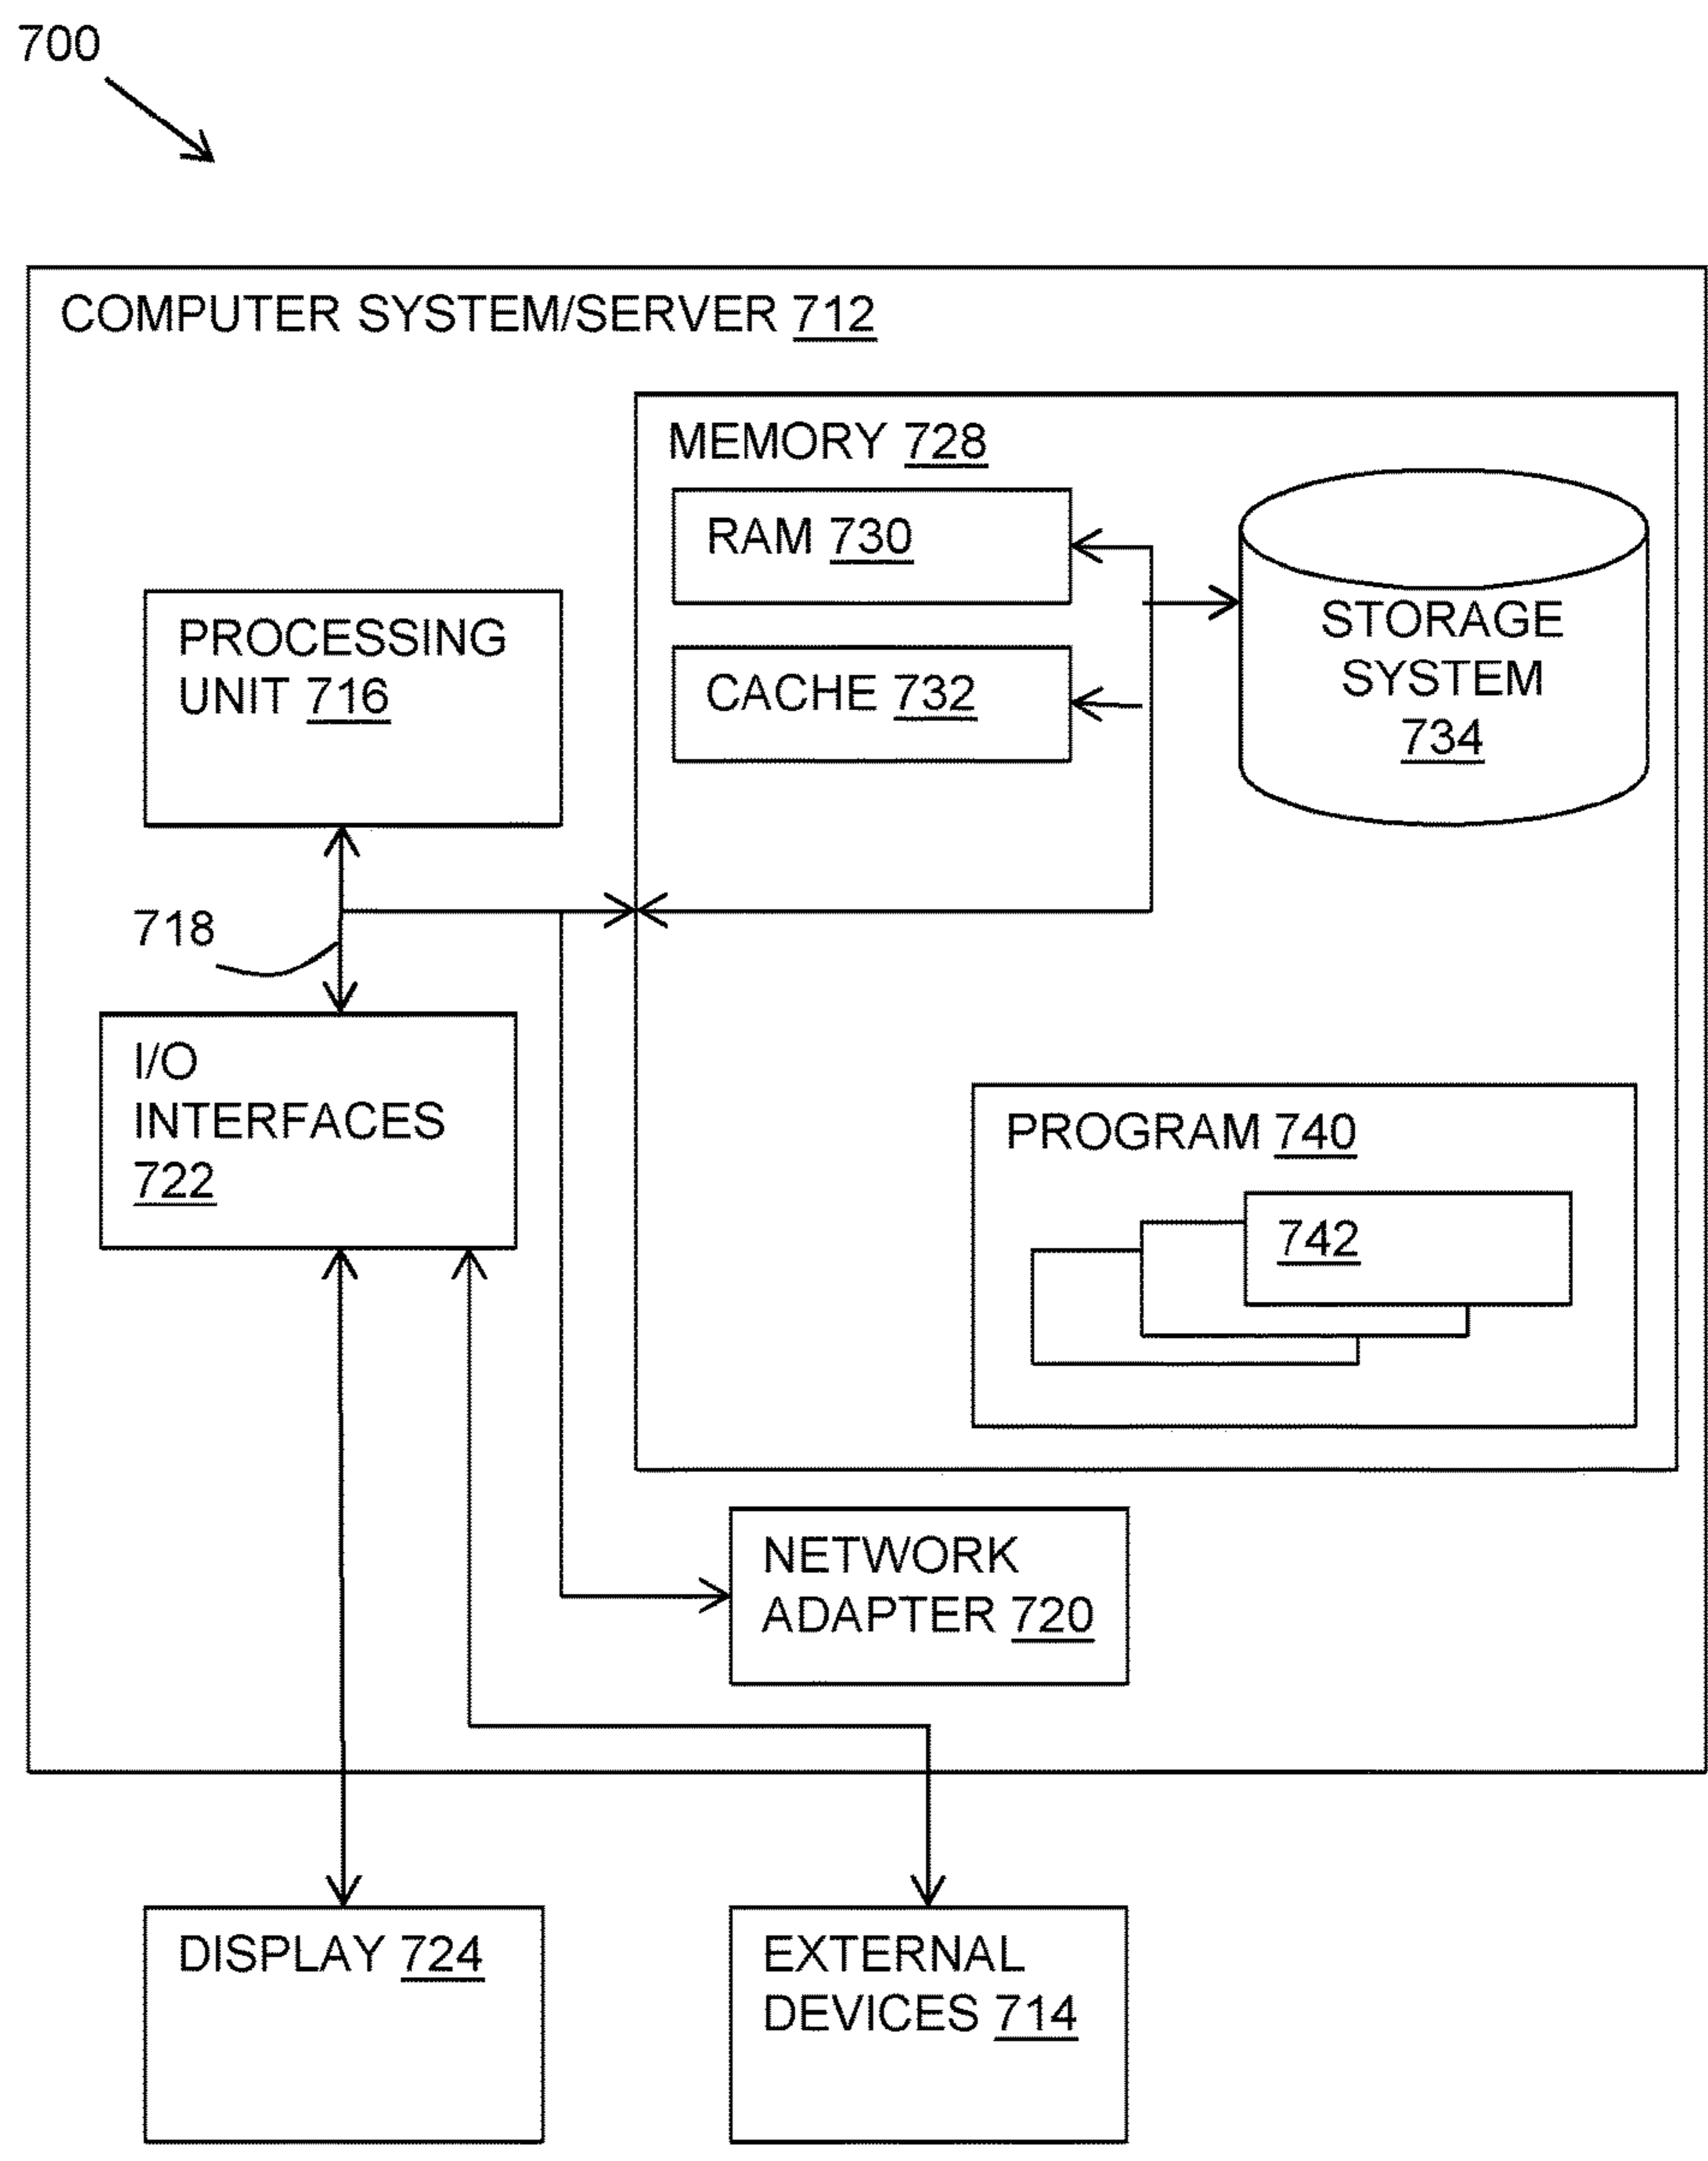 700
COMPUTER SYSTEM/SERVER 712
MEMORY 728
RAM 730
CACHE 732
STORAGE
SYSTEM
734
PROCESSING
UNIT 716
718
I/O
INTERFACES
722
PROGRAM 740
742
NETWORK
ADAPTER 720
DISPLAY 724
EXTERNAL
DEVICES 714